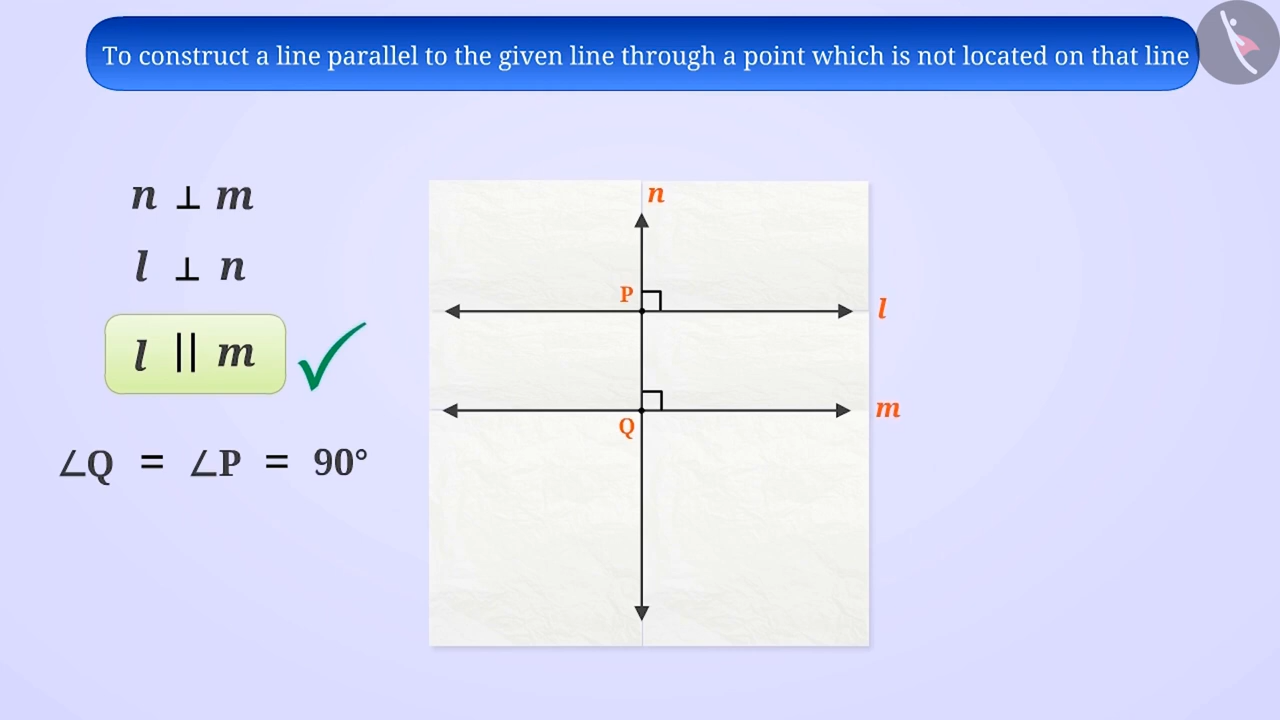 To construct a line parallel to the given line through a point which is not located on that line
n ⊥ m
l ⊥ n
l || m
∠Q = ∠P = 90°
n
P
l
m
Q